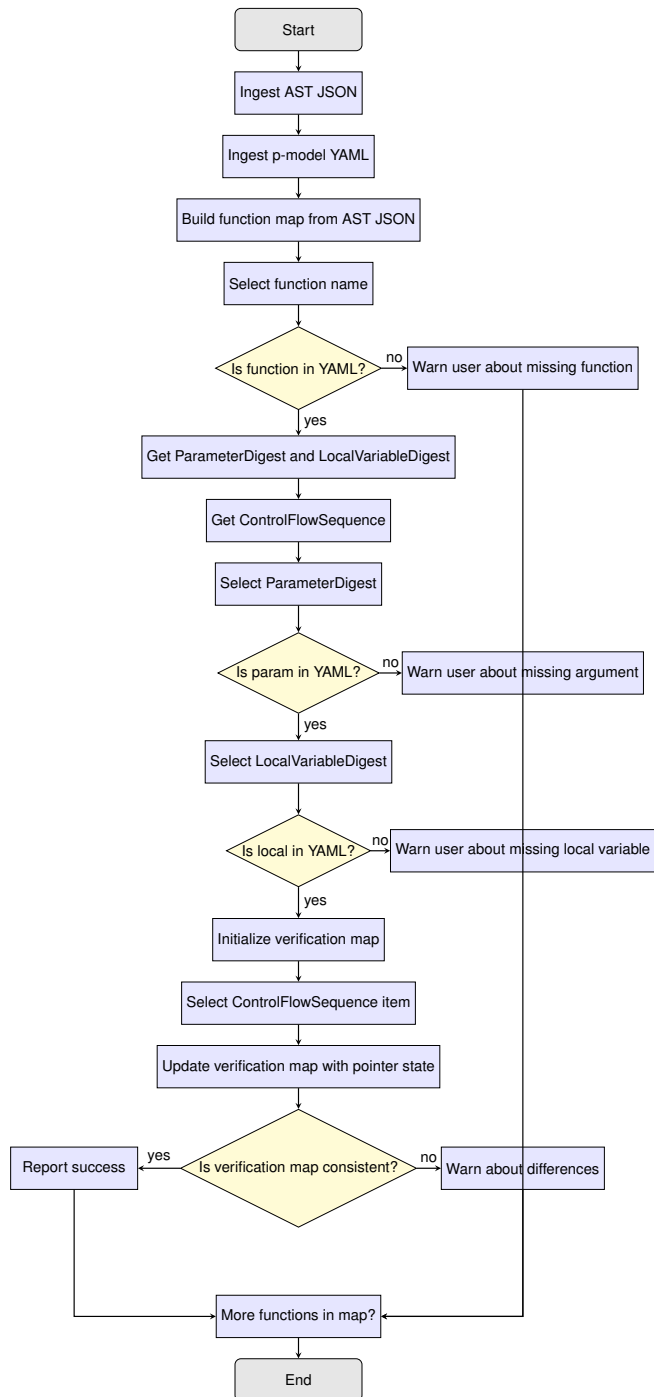 Start
Ingest AST JSON
Ingest p-model YAML
Build function map from AST JSON
Select function name
Is function in YAML?
no
Warn user about missing function
yes
Get ParameterDigest and LocalVariableDigest
Get ControlFlowSequence
Select ParameterDigest
Is param in YAML?
no
Warn user about missing argument
yes
Select LocalVariableDigest
Is local in YAML?
no
Warn user about missing local variable
yes
Initialize verification map
Select ControlFlowSequence item
Update verification map with pointer state
Report success
yes
Is verification map consistent?
no
Warn about differences
More functions in map?
End